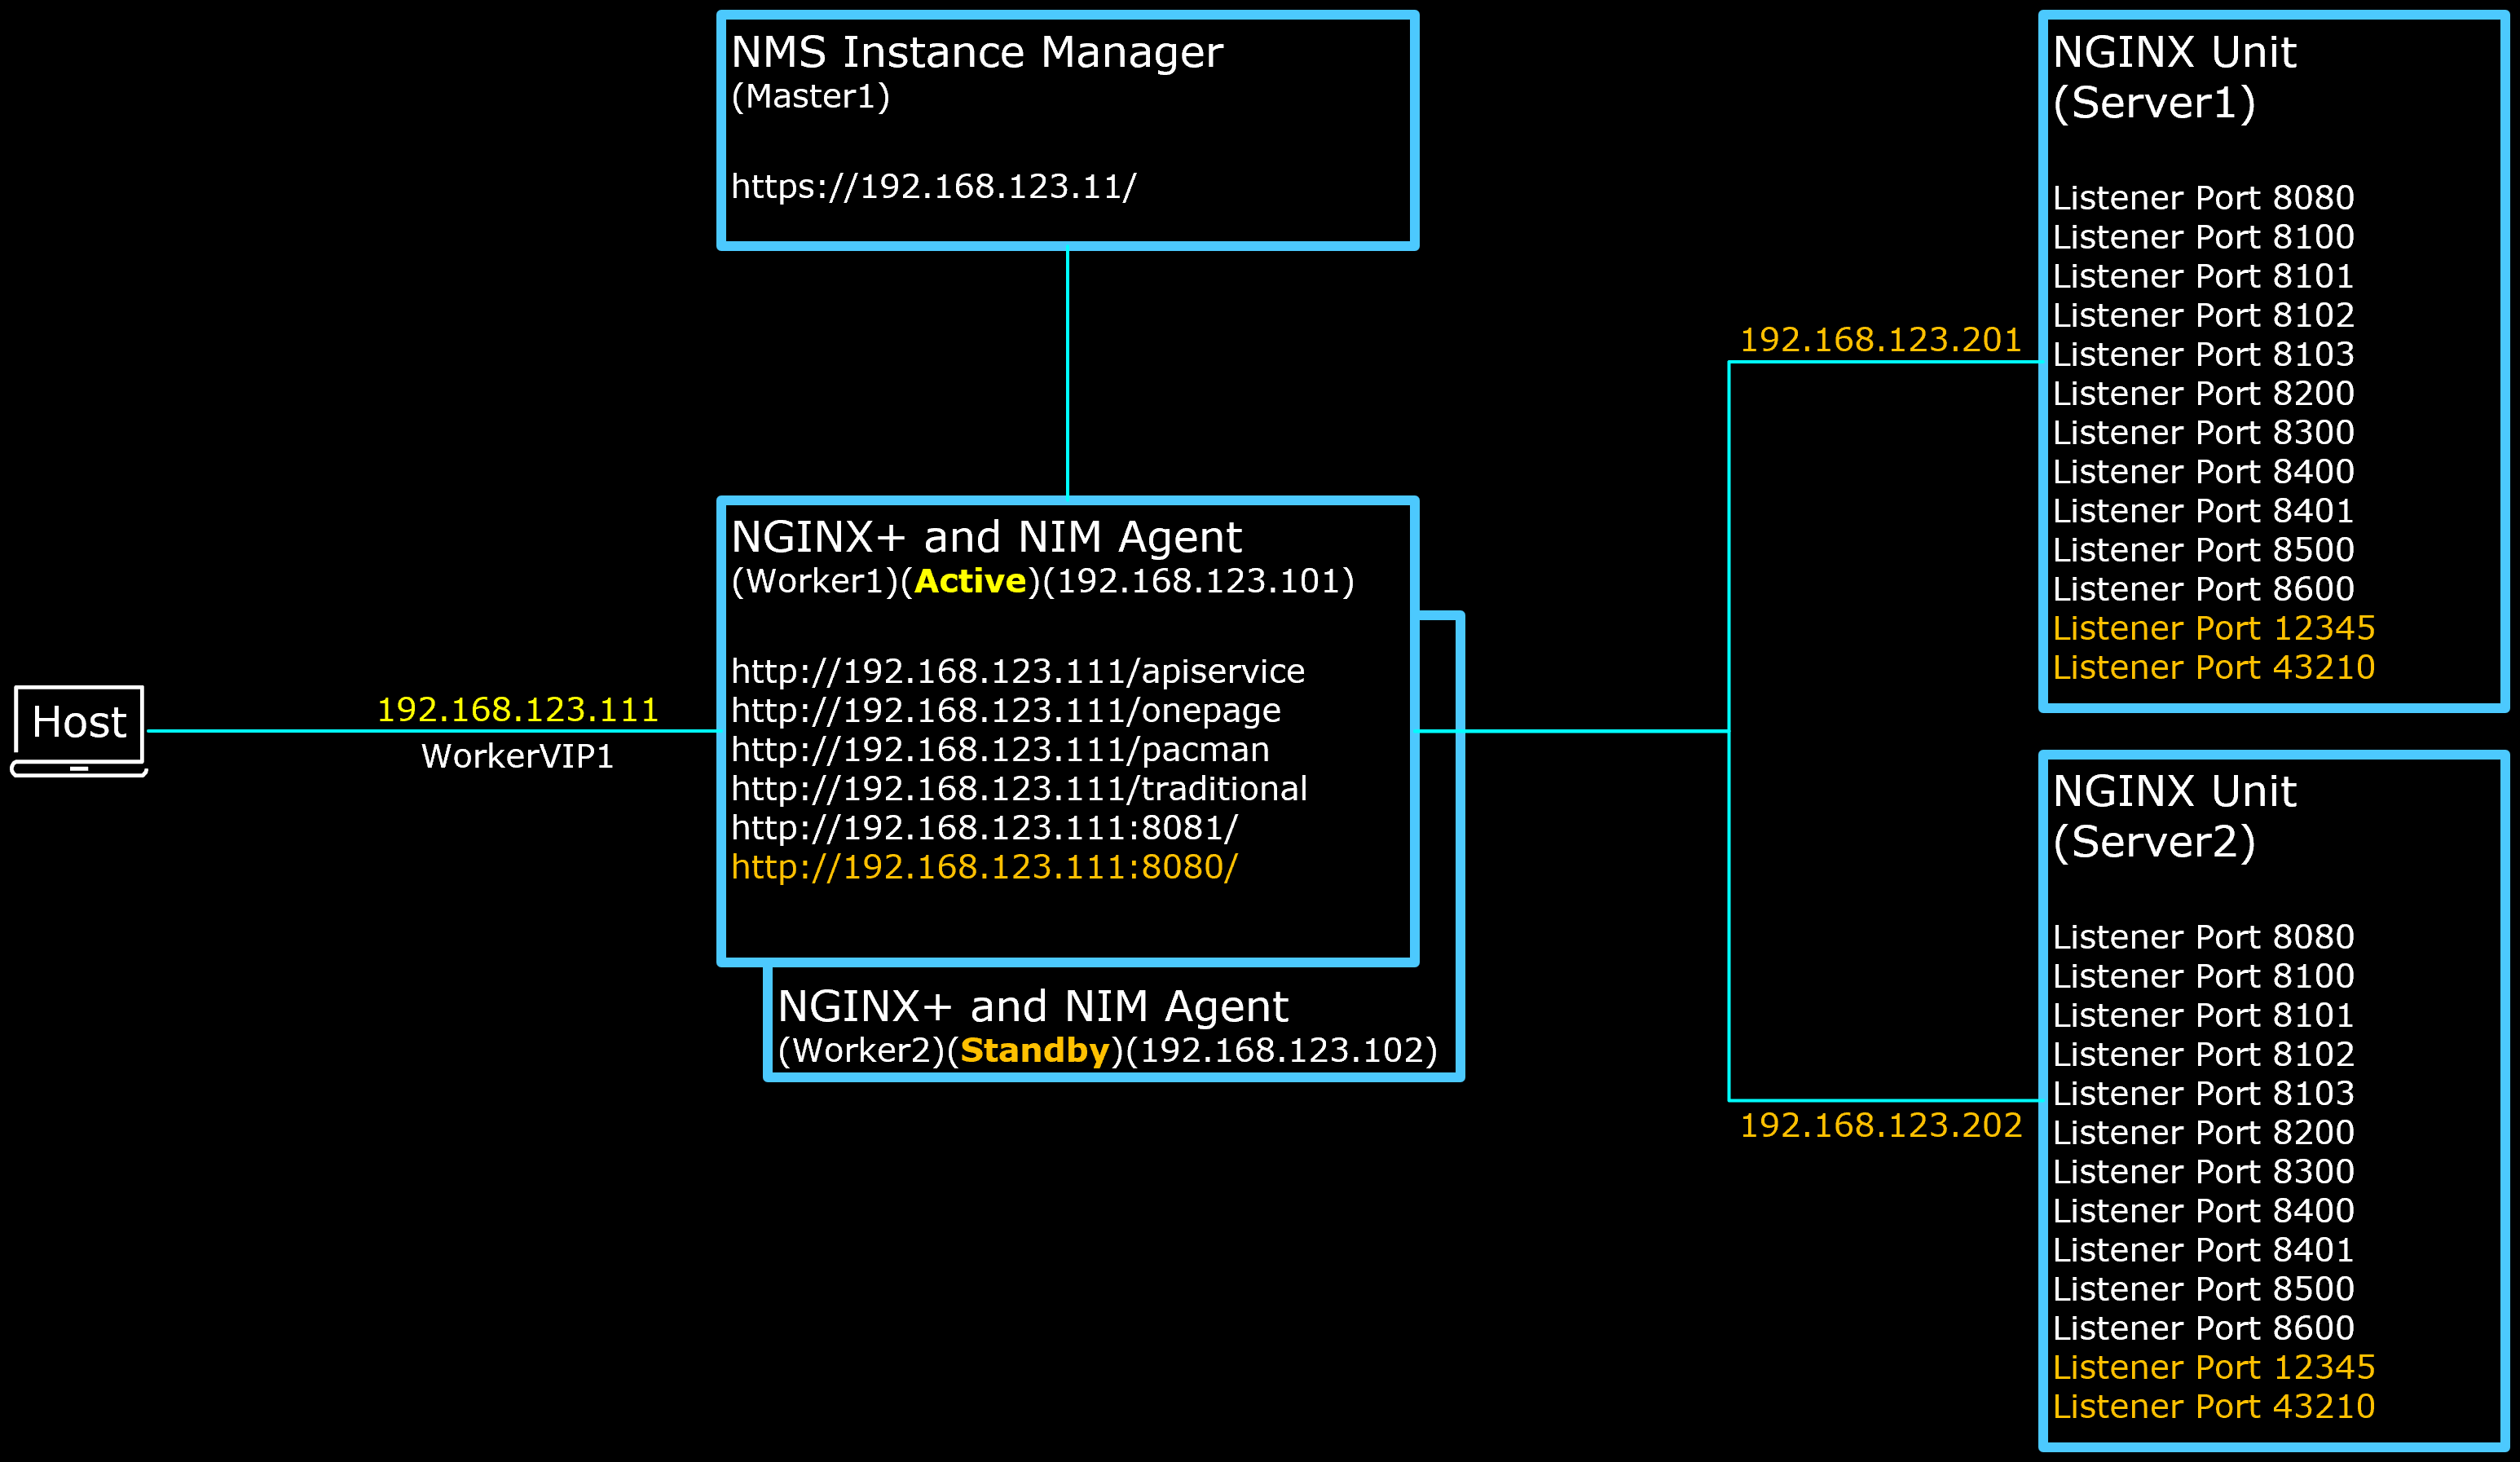 NMS Instance Manager
(Master1)
https://192.168.123.11/
NGINX+ and NIM Agent
(Worker1)(Active)(192.168.123.101)
http://192.168.123.111/apiservice
http://192.168.123.111/onepage
http://192.168.123.111/pacman
http://192.168.123.111/traditional
http://192.168.123.111:8081/
http://192.168.123.111:8080/
NGINX+ and NIM Agent
(Worker2)(Standby)(192.168.123.102)
Host
192.168.123.111
WorkerVIP1
192.168.123.201
192.168.123.202
NGINX Unit
(Server1)
Listener Port 8080
Listener Port 8100
Listener Port 8101
Listener Port 8102
Listener Port 8103
Listener Port 8200
Listener Port 8300
Listener Port 8400
Listener Port 8401
Listener Port 8500
Listener Port 8600
Listener Port 12345
Listener Port 43210
NGINX Unit
(Server2)
Listener Port 8080
Listener Port 8100
Listener Port 8101
Listener Port 8102
Listener Port 8103
Listener Port 8200
Listener Port 8300
Listener Port 8400
Listener Port 8401
Listener Port 8500
Listener Port 8600
Listener Port 12345
Listener Port 43210